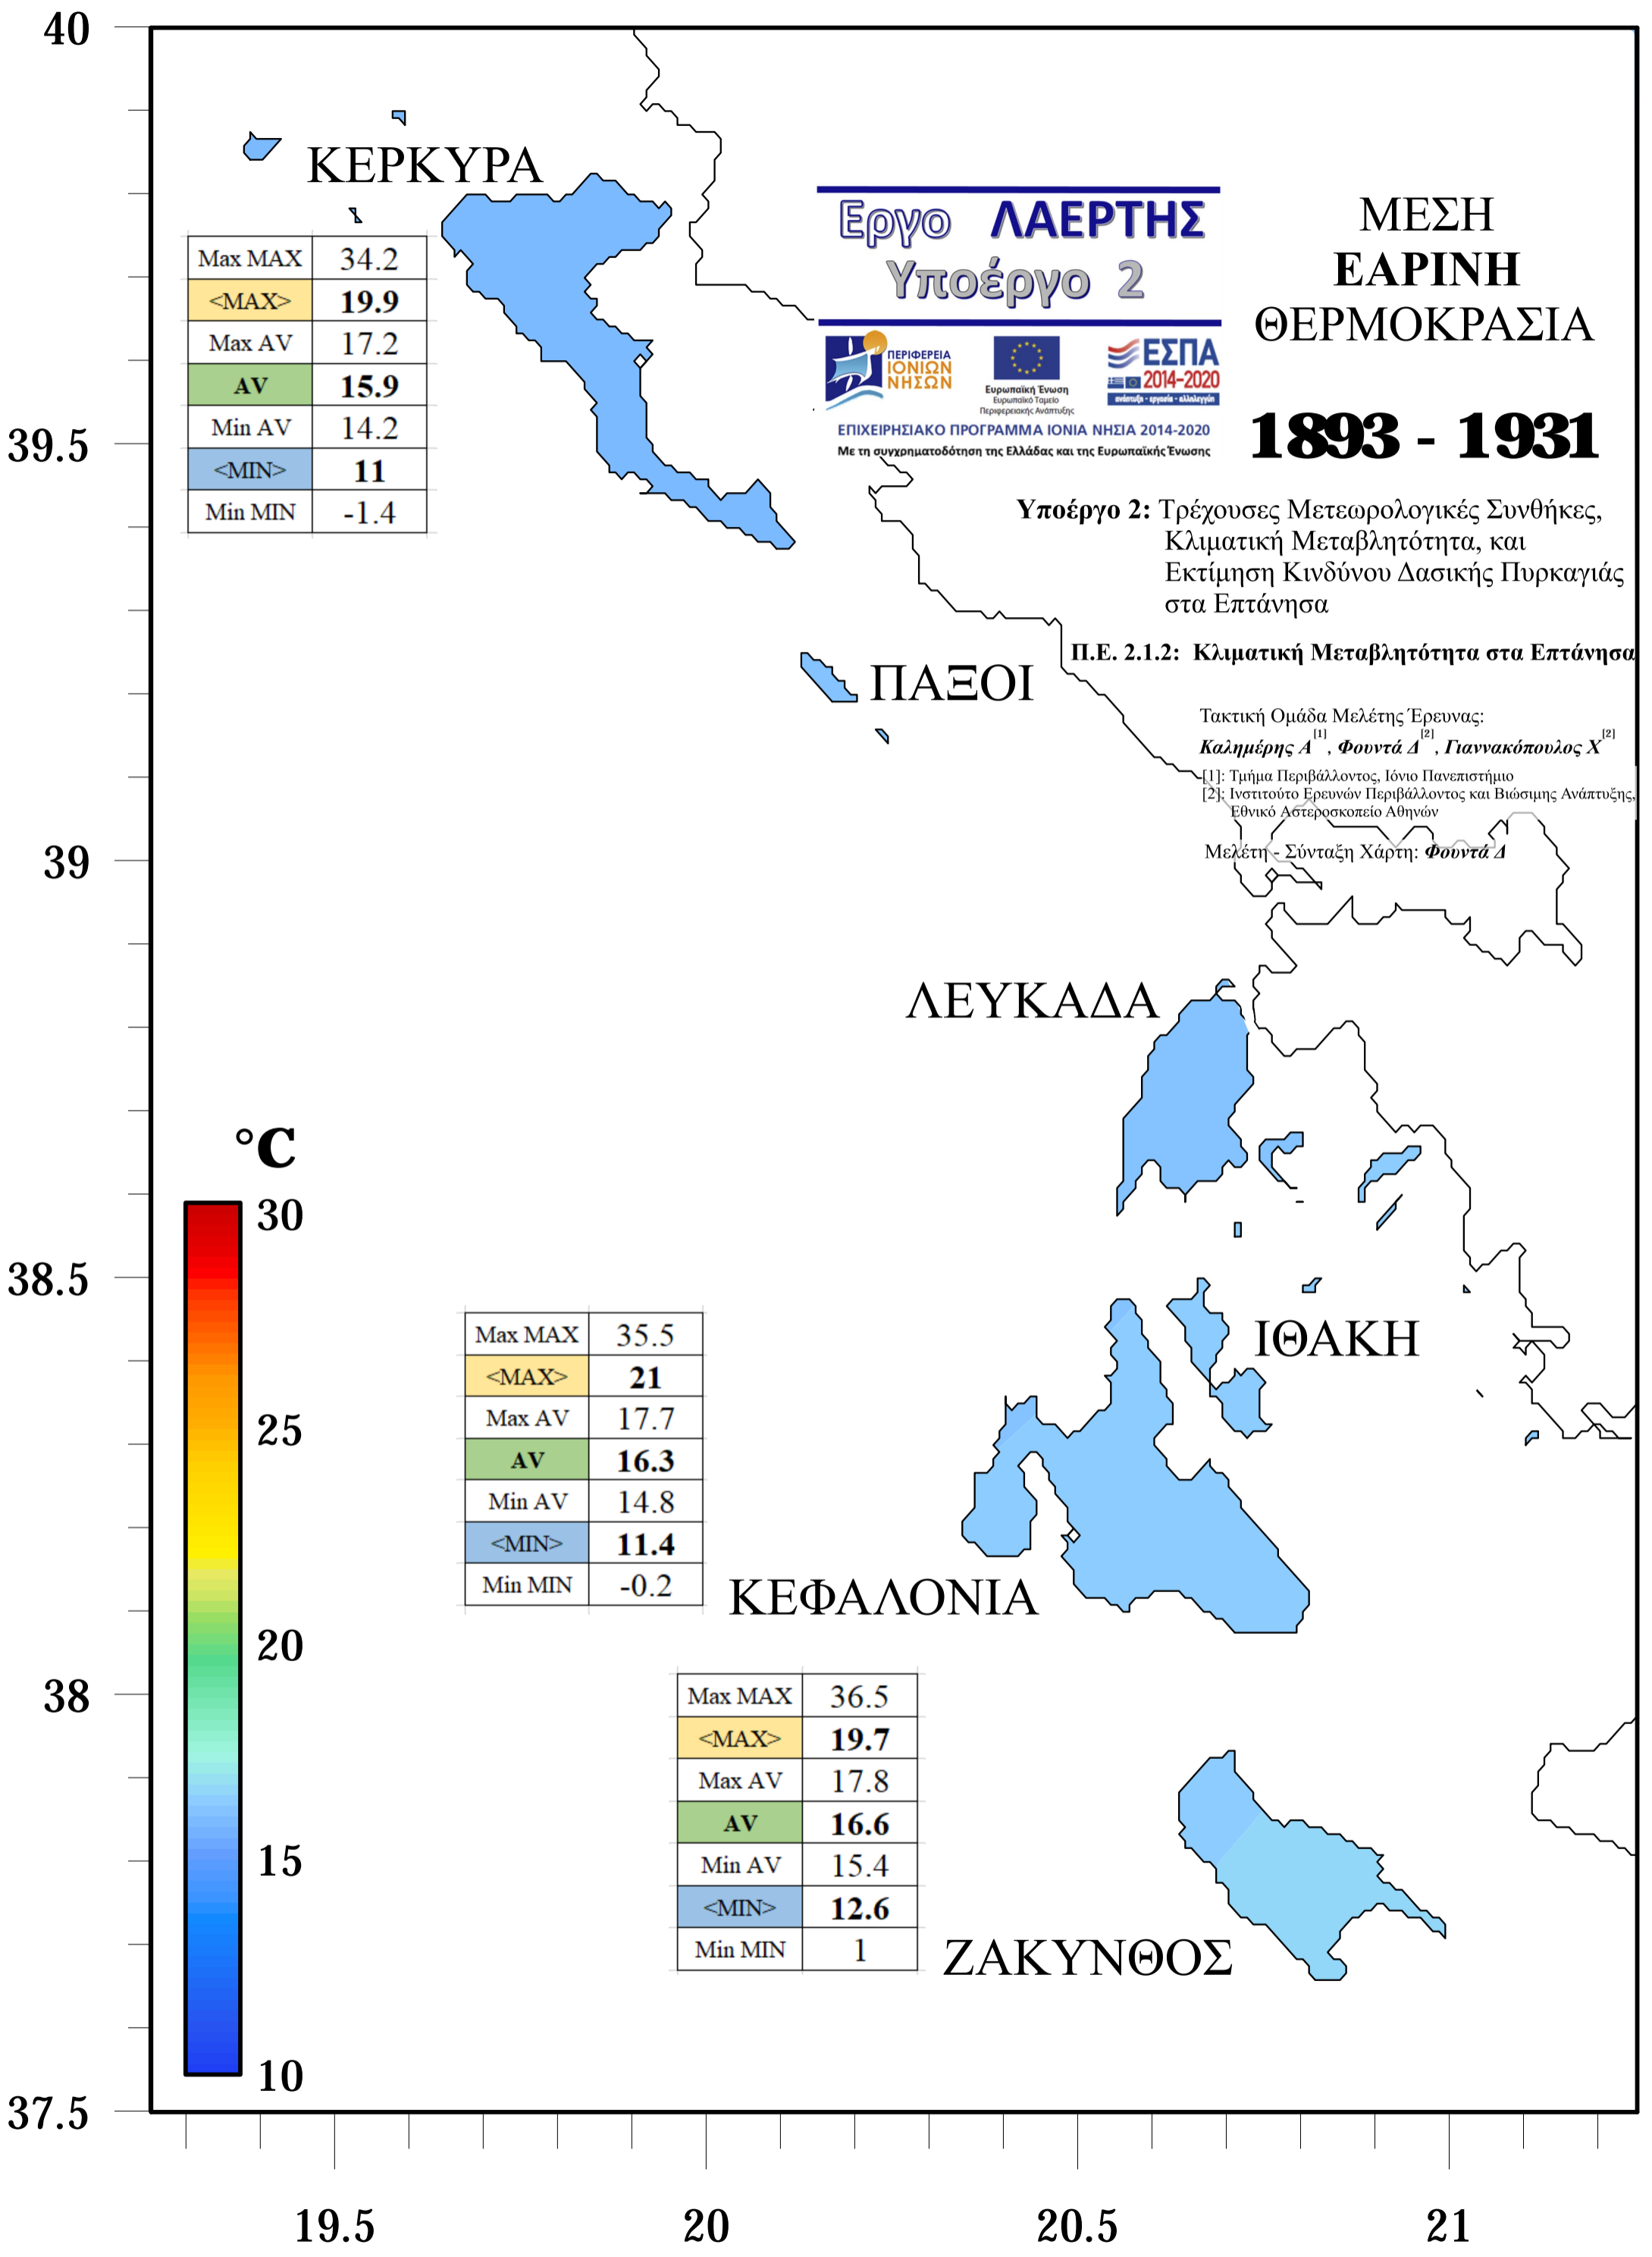 40
39.5
39
38.5
38
37.5
ΚΕΡΚΥΡΑ
Max MAX 34.2
<MAX> 19.9
Max AV 17.2
AV 15.9
Min AV 14.2
<MIN> 11
Min MIN -1.4
Εργο ΛΑΕΡΤΗΣ
Υποέργο 2
ΠΕΡΙΦΕΡΕΙΑ
ΙΟΝΙΩΝ
ΝΗΣΩΝ
Ευρωπαϊκή Ένωση
Ευρωπαϊκό Ταμείο
Περιφερειακής Ανάπτυξης
ΕΣΠΑ
2014-2020
ανάπτυξη - εργασία - αλληλεγγύη
ΕΠΙΧΕΙΡΗΣΙΑΚΟ ΠΡΟΓΡΑΜΜΑ ΙΟΝΙΑ ΝΗΣΙΑ 2014-2020
Με τη συγχρηματοδότηση της Ελλάδας και της Ευρωπαϊκής Ένωσης
ΜΕΣΗ
ΕΑΡΙΝΗ
ΘΕΡΜΟΚΡΑΣΙΑ
1893 - 1931
Υποέργο 2: Τρέχουσες Μετεωρολογικές Συνθήκες,
Κλιματική Μεταβλητότητα, και
Εκτίμηση Κινδύνου Δασικής Πυρκαγιάς
στα Επτάνησα
Π.Ε. 2.1.2: Κλιματική Μεταβλητότητα στα Επτάνησα
Τακτική Ομάδα Μελέτης Έρευνας:
Καλημέρης Α[1], Φουντά Δ[2], Γιαννακόπουλος Χ[2]
[1]: Τμήμα Περιβάλλοντος, Ιόνιο Πανεπιστήμιο
[2]: Ινστιτούτο Ερευνών Περιβάλλοντος και Βιώσιμης Ανάπτυξης,
Εθνικό Αστεροσκοπείο Αθηνών
Μελέτη - Σύνταξη Χάρτη: Φουντά Δ
ΠΑΞΟΙ
ΛΕΥΚΑΔΑ
ΙΘΑΚΗ
°C
30
25
20
15
10
Max MAX 35.5
<MAX> 21
Max AV 17.7
AV 16.3
Min AV 14.8
<MIN> 11.4
Min MIN -0.2
ΚΕΦΑΛΟΝΙΑ
Max MAX 36.5
<MAX> 19.7
Max AV 17.8
AV 16.6
Min AV 15.4
<MIN> 12.6
Min MIN 1
ΖΑΚΥΝΘΟΣ
19.5 20 20.5 21